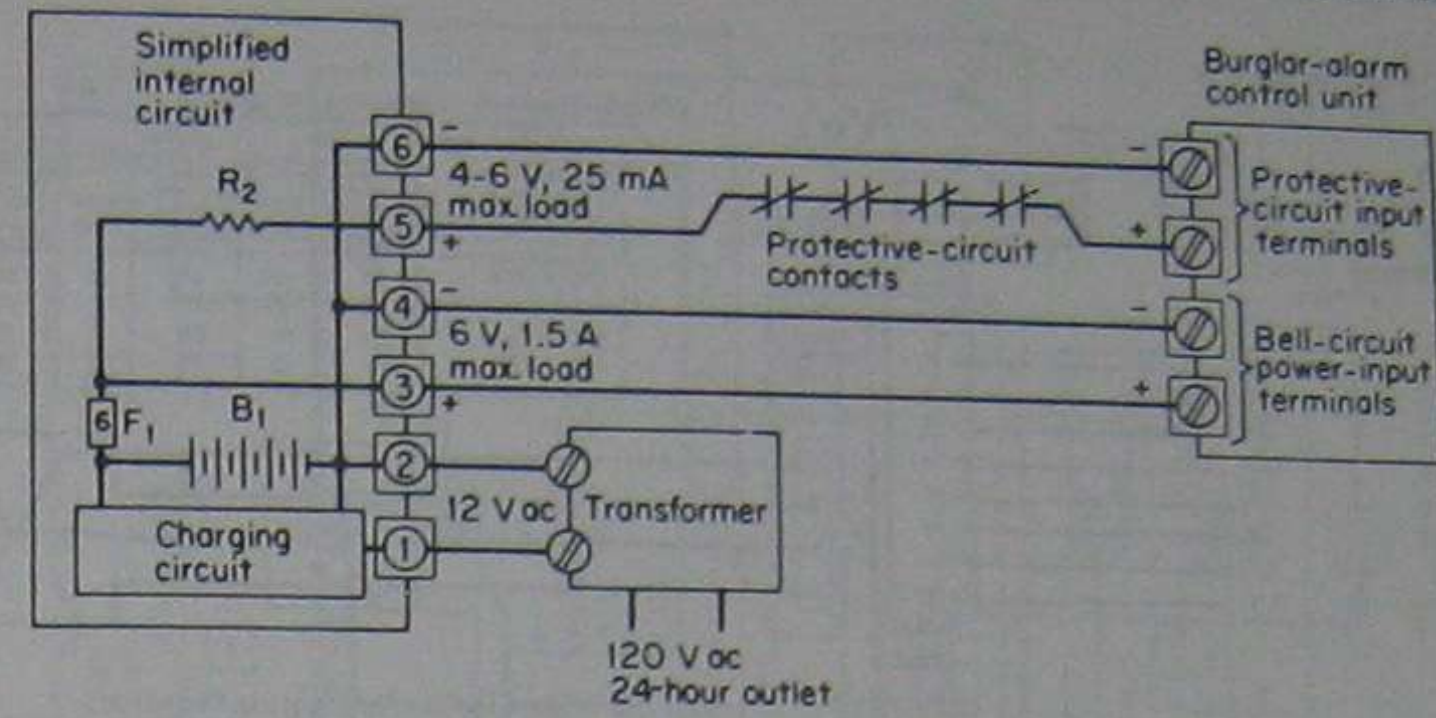 Simplified
internal
circuit
Burglar-alarm
control unit
6
-
4-6 V, 25 mA
max load
R2
5
+
Protective-circuit
contacts
-
+
Protective-
circuit input
terminals
4
-
6 V, 1.5 A
max load
3
+
-
+
Bell-circuit
power-input
terminals
6
F1
B1
2
12 V ac
Transformer
Charging
circuit
1
120 V ac
24-hour outlet